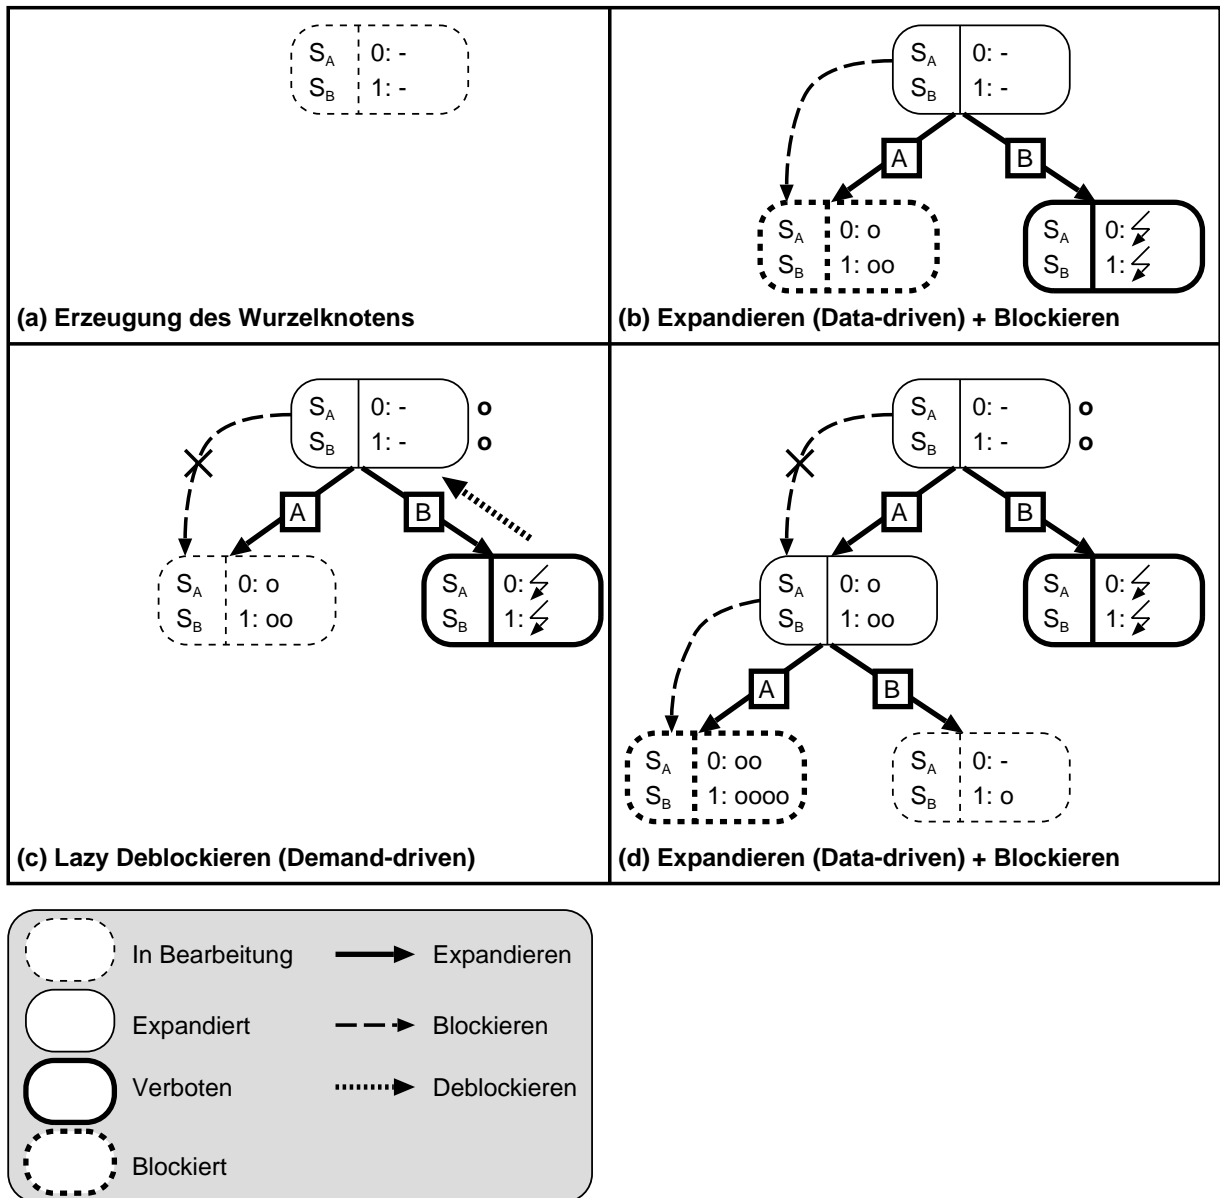 S_A 0: -
S_B 1: -
(a) Erzeugung des Wurzelknotens
S_A 0: -
S_B 1: -
A B
S_A 0: o
S_B 1: oo
S_A 0:
S_B 1:
(b) Expandieren (Data-driven) + Blockieren
S_A 0: - o
S_B 1: - o
A B
S_A 0: o
S_B 1: oo
S_A 0:
S_B 1:
(c) Lazy Deblockieren (Demand-driven)
S_A 0: - o
S_B 1: - o
A B
S_A 0: o
S_B 1: oo
S_A 0:
S_B 1:
A B
S_A 0: oo
S_B 1: oooo
S_A 0: -
S_B 1: o
(d) Expandieren (Data-driven) + Blockieren
In Bearbeitung
Expandieren
Expandiert
Blockieren
Verboten
Deblockieren
Blockiert